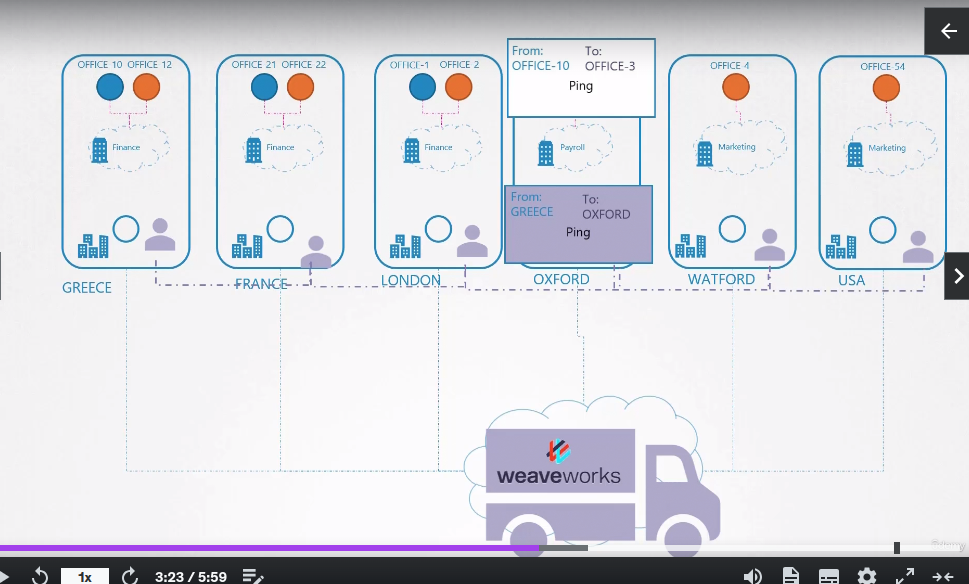 From: To:
OFFICE-10 OFFICE-3
Ping
OFFICE 10 OFFICE 12
OFFICE 21 OFFICE 22
OFFICE-1 OFFICE 2
OFFICE-4
OFFICE-54
Finance
Finance
Finance
Payroll
Marketing
Marketing
From: To:
GREECE OXFORD
Ping
GREECE
FRANCE
LONDON
OXFORD
WATFORD
USA
weaveworks
1x
3:23 / 5:59